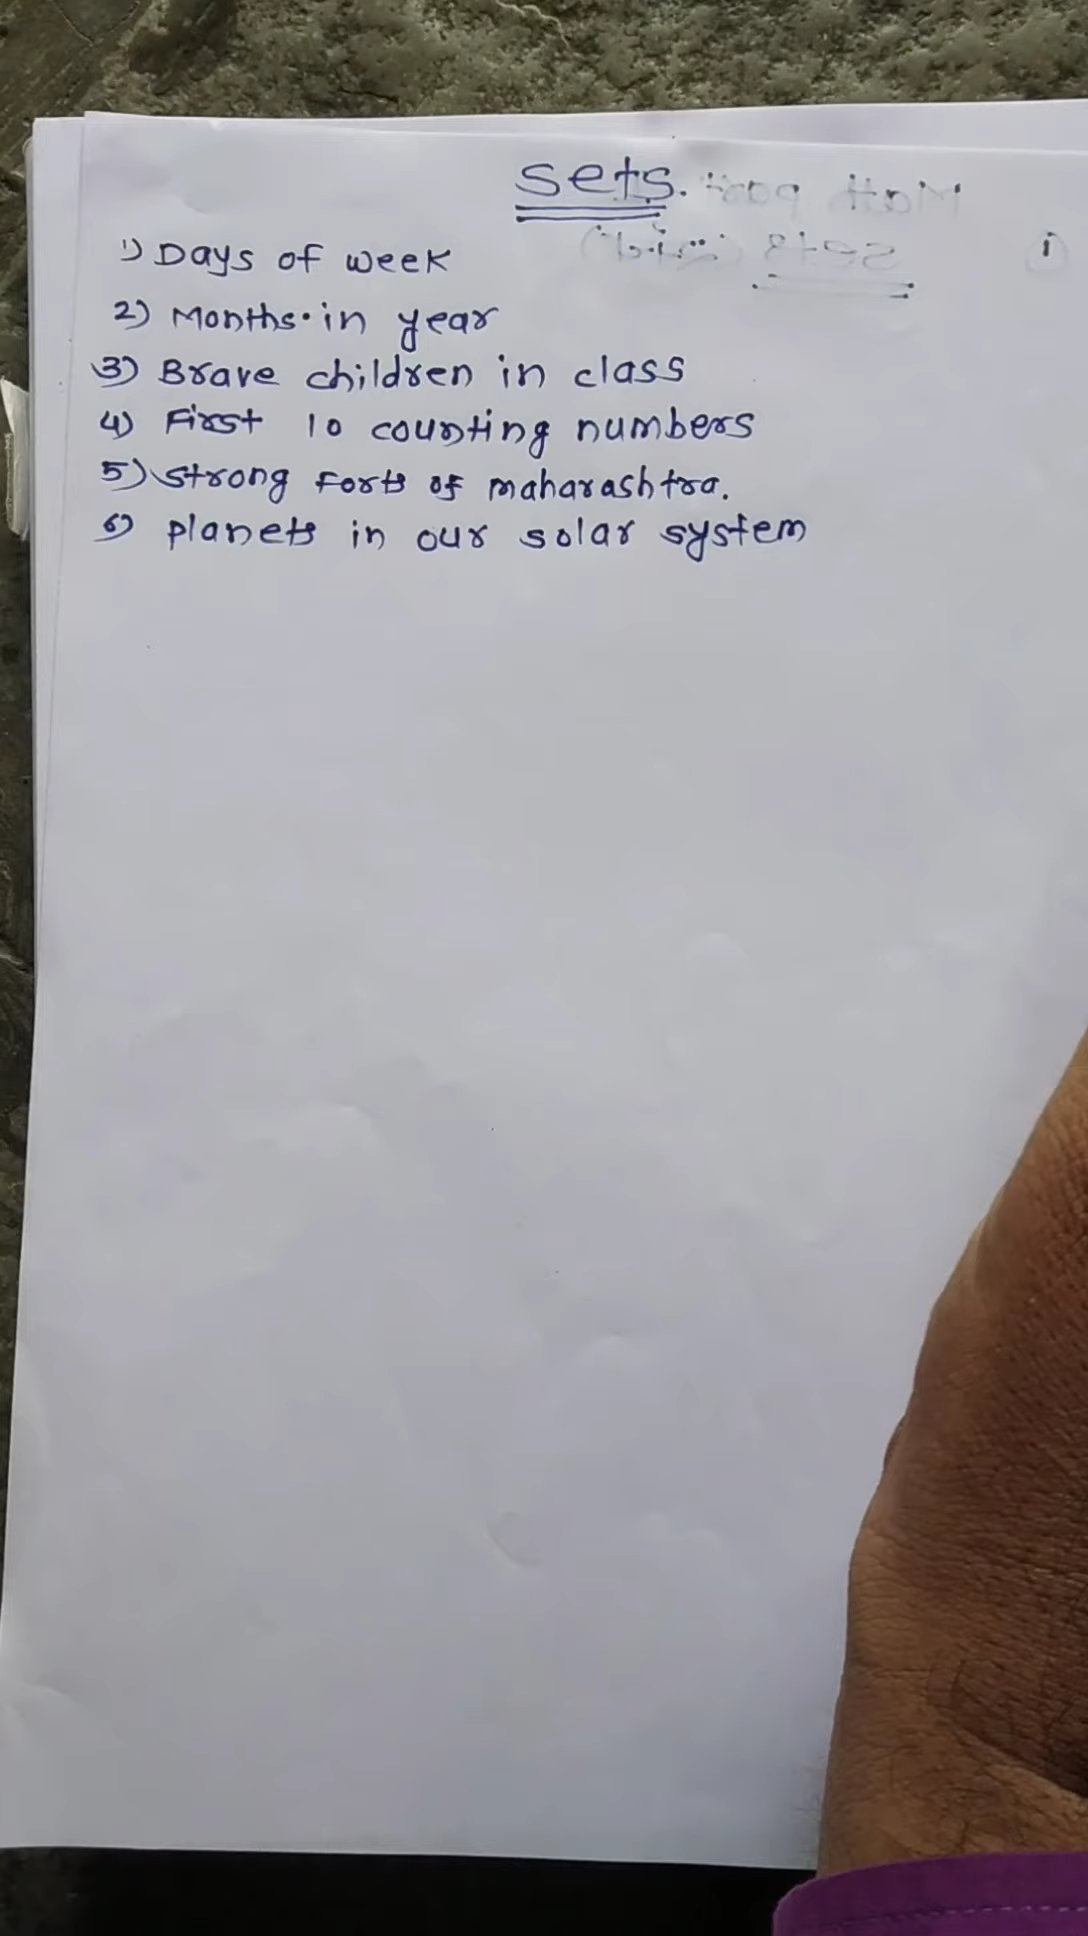 sets.
1) Days of week
2) Months in year
3) Brave children in class
4) First 10 counting numbers
5) strong forts of maharashtra.
6) planets in our solar system